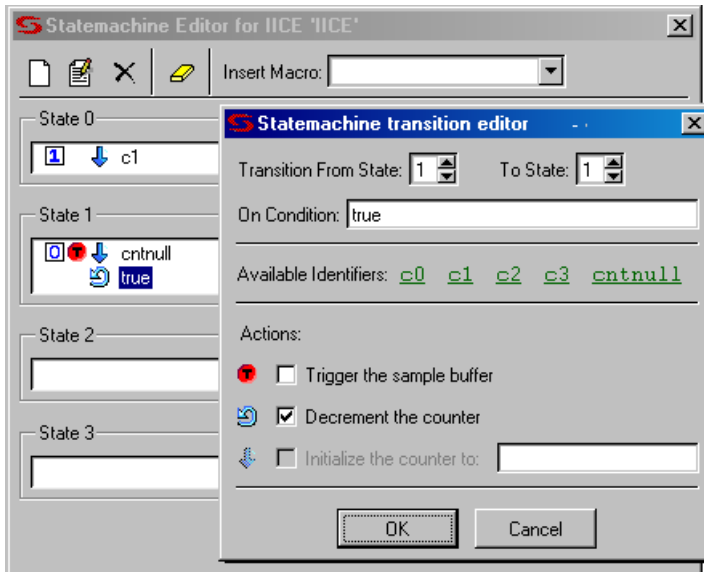 Statemachine Editor for IICE 'IICE'
Insert Macro:
State 0
1 c1
State 1
0 T cntnull
true
State 2
State 3
Statemachine transition editor
Transition From State: 1 To State: 1
On Condition: true
Available Identifiers: c0 c1 c2 c3 cntnull
Actions:
T Trigger the sample buffer
Decrement the counter
Initialize the counter to:
OK Cancel